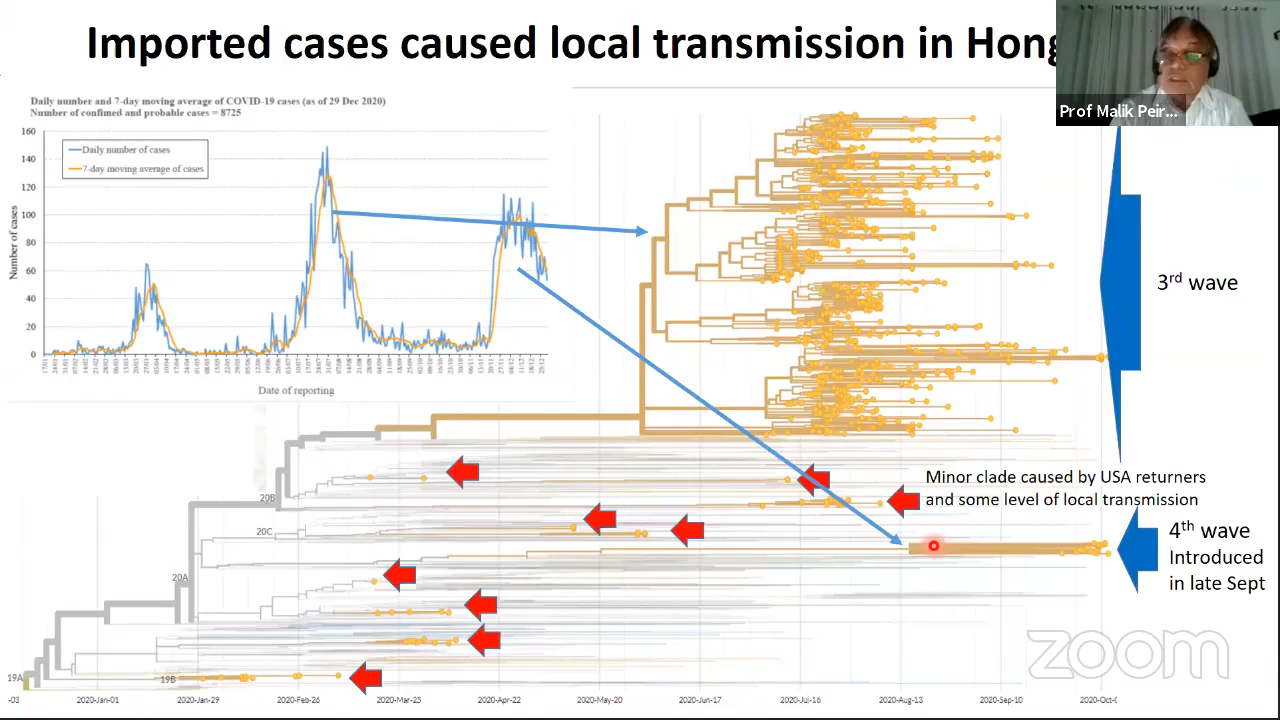 Imported cases caused local transmission in Hong
Prof Malik Peir...
Daily number and 7-day moving average of COVID-19 cases (as of 29 Dec 2020)
Number of confimed and probable cases = 8725
Daily number of cases
7-day moving average of cases
Number of cases
160
140
120
100
80
60
40
20
0
Date of reporting
3rd wave
Minor clade caused by USA returners
and some level of local transmission
4th wave
Introduced
in late Sept
20B
20C
20A
19A
19B
zoom
-03
2020-Jan-01
2020-Jan-29
2020-Feb-26
2020-Mar-25
2020-Apr-22
2020-May-20
2020-Jun-17
2020-Jul-16
2020-Aug-13
2020-Sep-10
2020-Oct-